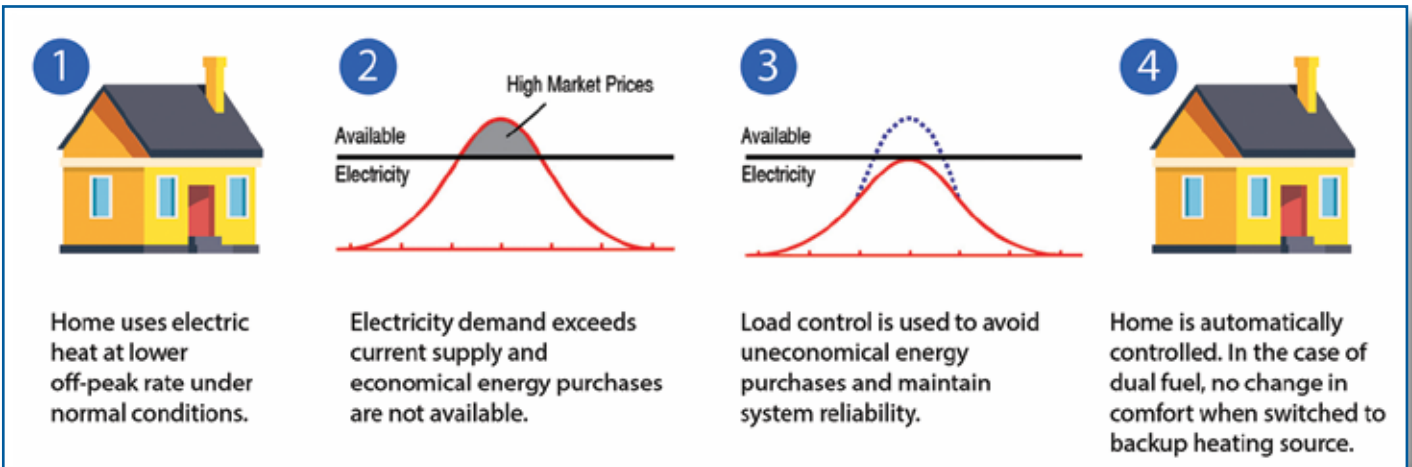 1
Home uses electric
heat at lower
off-peak rate under
normal conditions.
2
High Market Prices
Available
Electricity
Electricity demand exceeds
current supply and
economical energy purchases
are not available.
3
Available
Electricity
Load control is used to avoid
uneconomical energy
purchases and maintain
system reliability.
4
Home is automatically
controlled. In the case of
dual fuel, no change in
comfort when switched to
backup heating source.